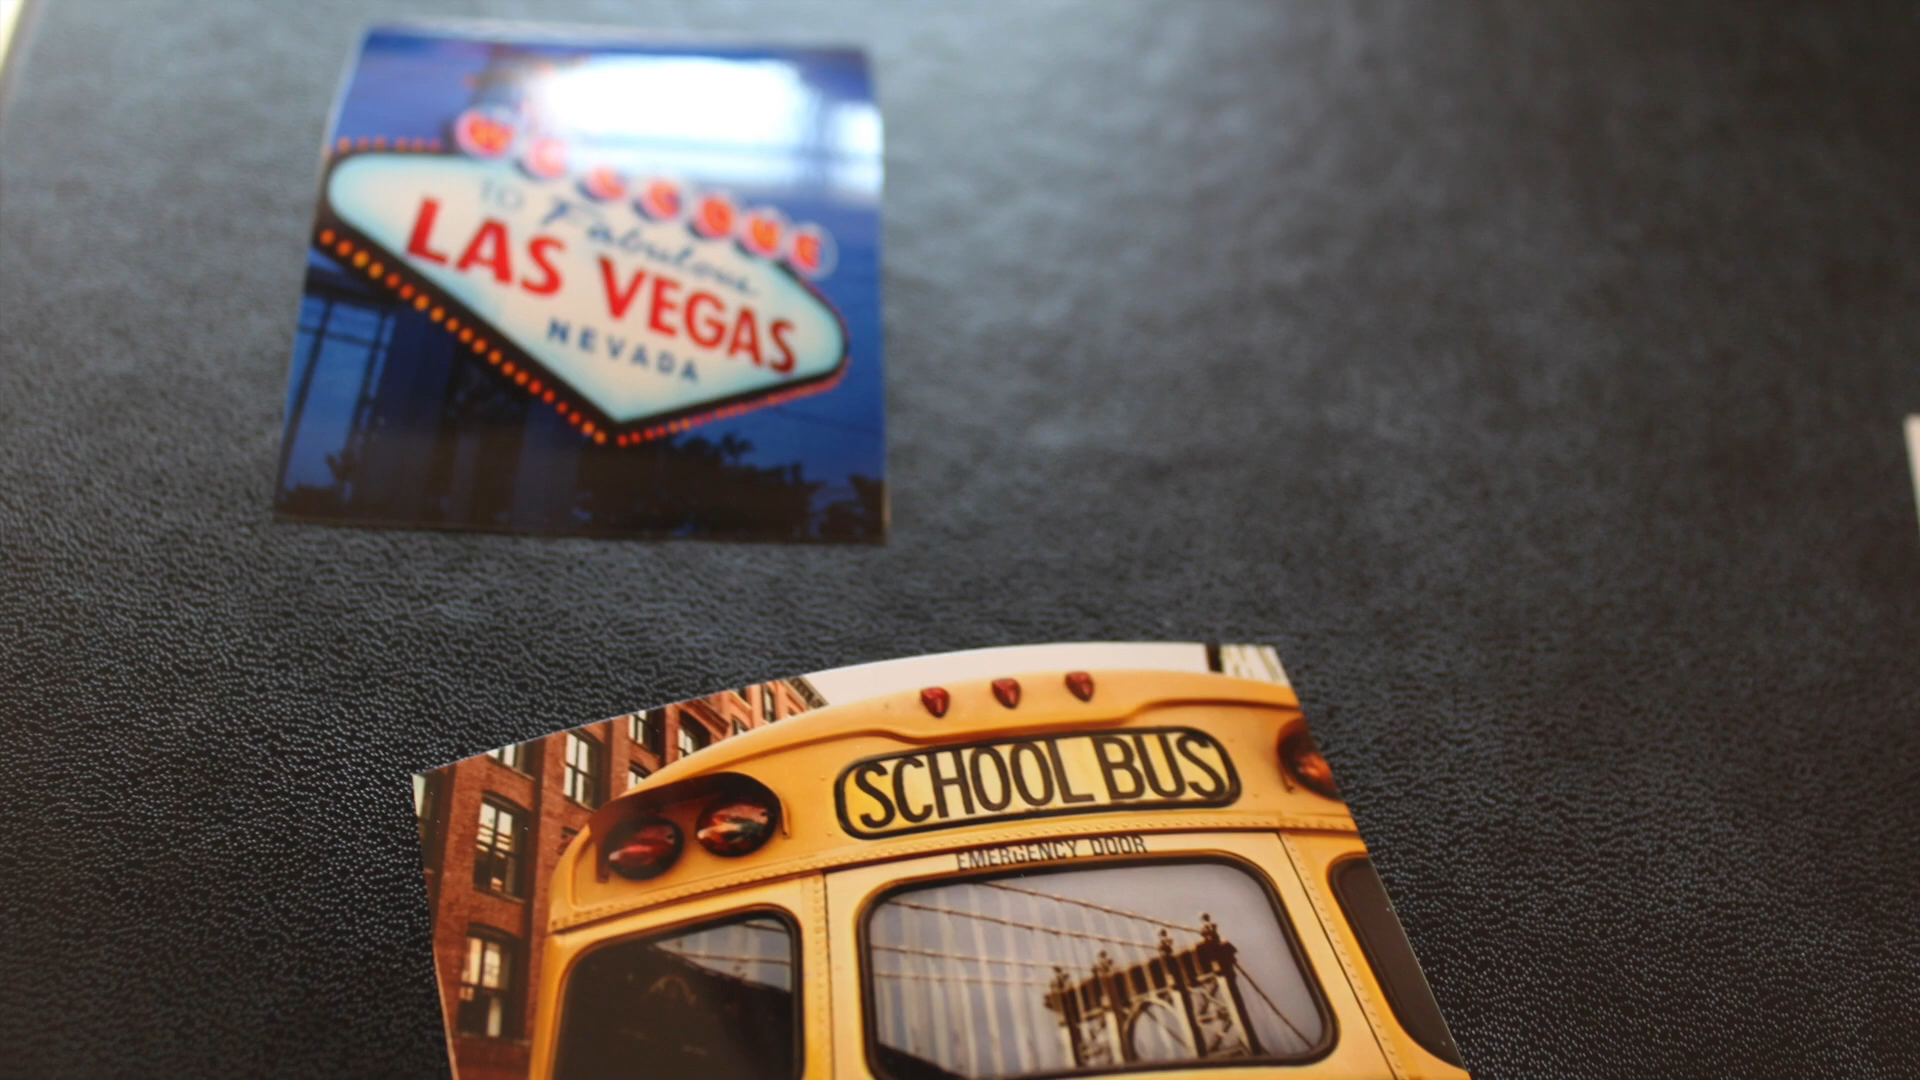 WELCOME
TO Fabulous
LAS VEGAS
NEVADA
SCHOOL BUS
EMERGENCY DOOR